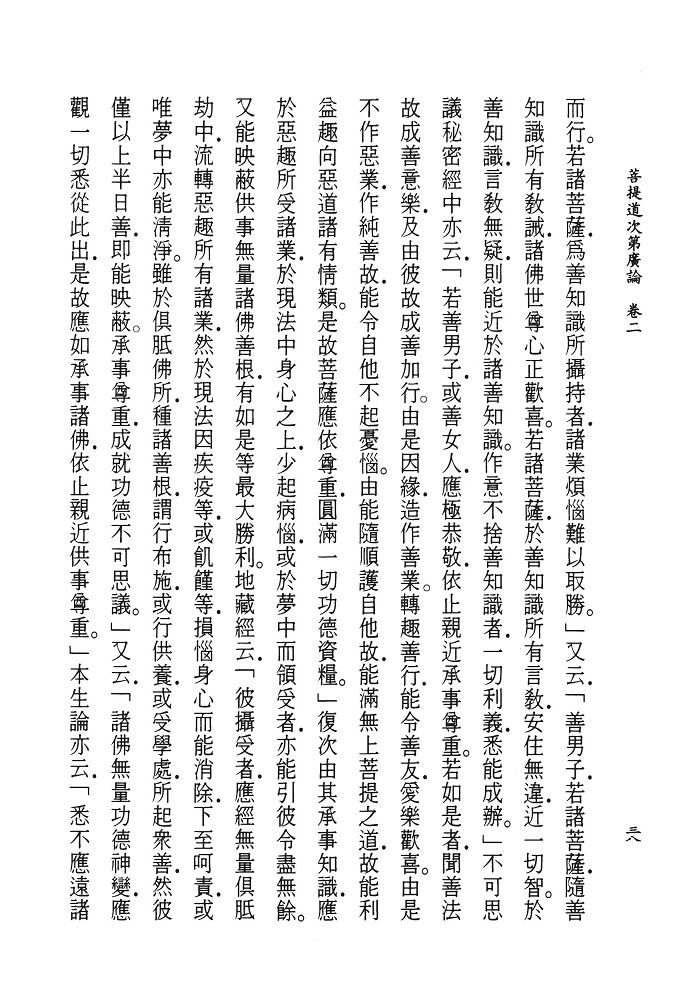 菩提道次第廣論　卷二
三八
而行。若諸菩薩，為善知識所攝持者，諸業煩惱難以取勝。」又云，「善男子，若諸菩薩，隨善
知識所有教誡，諸佛世尊心正歡喜。若諸菩薩，於善知識所有言教，安住無違，近一切智。於
善知識，言教無疑，則能近於諸善知識。作意不捨善知識者，一切利義，悉能成辦。」不可思
議秘密經中亦云，「若善男子，或善女人，應極恭敬，依止親近承事尊重。若如是者，聞善法
故成善意樂，及由彼故成善加行。由是因緣，造作善業，轉趣善行，能令善友，愛樂歡喜。由是
不作惡業，作純善故，能令自他不起憂惱。由能隨順護自他故，能滿無上菩提之道，故能利
益趣向惡道諸有情類。是故菩薩應依尊重，圓滿一切功德資糧。」復次由其承事知識，應
於惡趣所受諸業，於現法中身心之上，少起病惱，或於夢中而領受者，亦能引彼令盡無餘。
又能映蔽供事無量諸佛善根，有如是等最大勝利。地藏經云，「彼攝受者，應經無量俱胝
劫中，流轉惡趣所有諸業，然於現法因疾疫等，或飢饉等，損惱身心而能消除，下至呵責，或
唯夢中亦能清淨。雖於俱胝佛所，種諸善根，謂行布施，或行供養，或受學處，所起眾善，然彼
僅以上半日善，即能映蔽。承事尊重，成就功德不可思議。」又云，「諸佛無量功德神變，應
觀一切悉從此出，是故應如承事諸佛，依止親近供事尊重。」本生論亦云，「悉不應遠諸